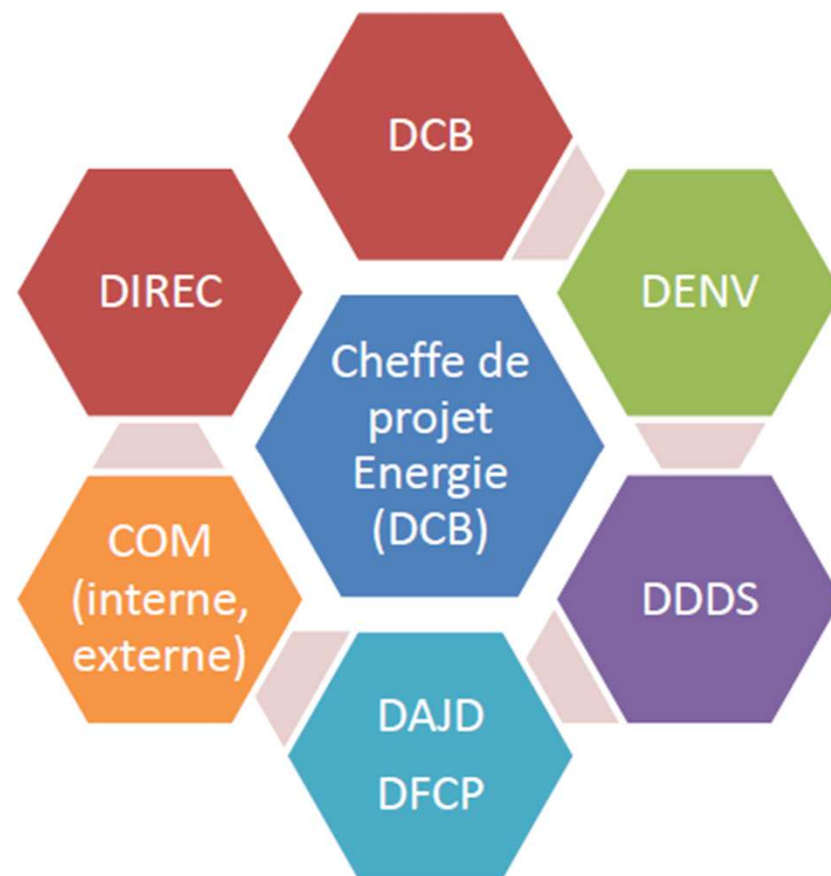 DCB
DIREC
DENV
Cheffe de
projet
Energie
(DCB)
COM
(interne,
externe)
DDDS
DAJD
DFCP